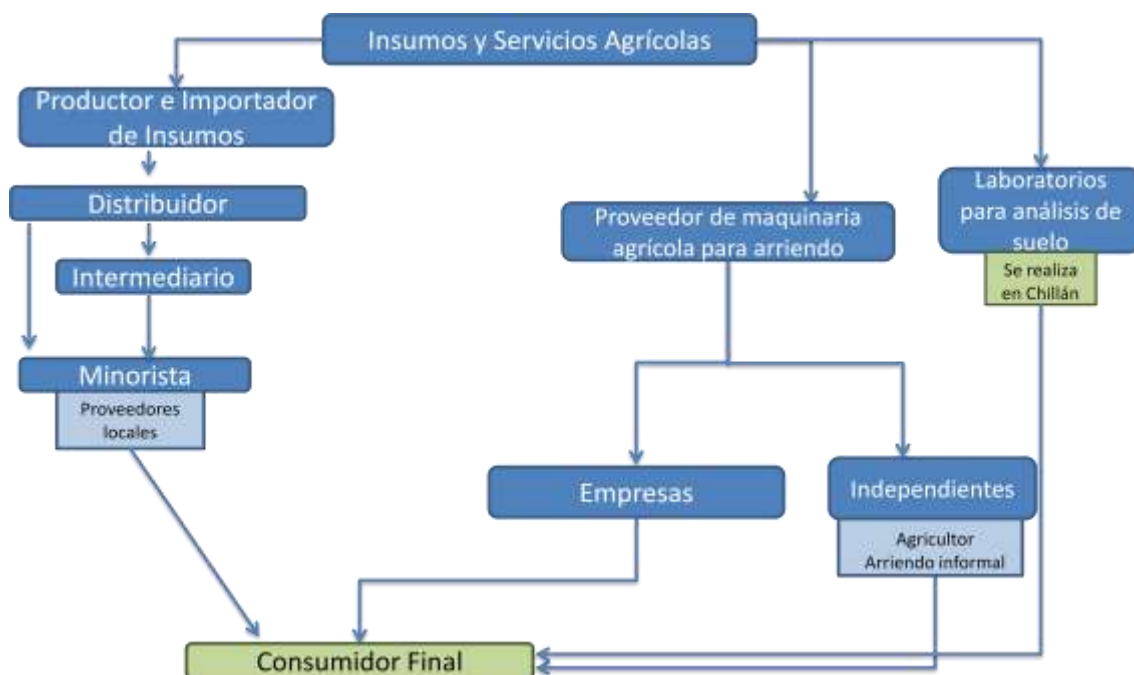 Insumos y Servicios Agrícolas
Productor e Importador
de Insumos
Distribuidor
Intermediario
Minorista
Proveedores
locales
Proveedor de maquinaria
agrícola para arriendo
Laboratorios
para análisis de
suelo
Se realiza
en Chillán
Empresas
Independientes
Agricultor
Arriendo informal
Consumidor Final